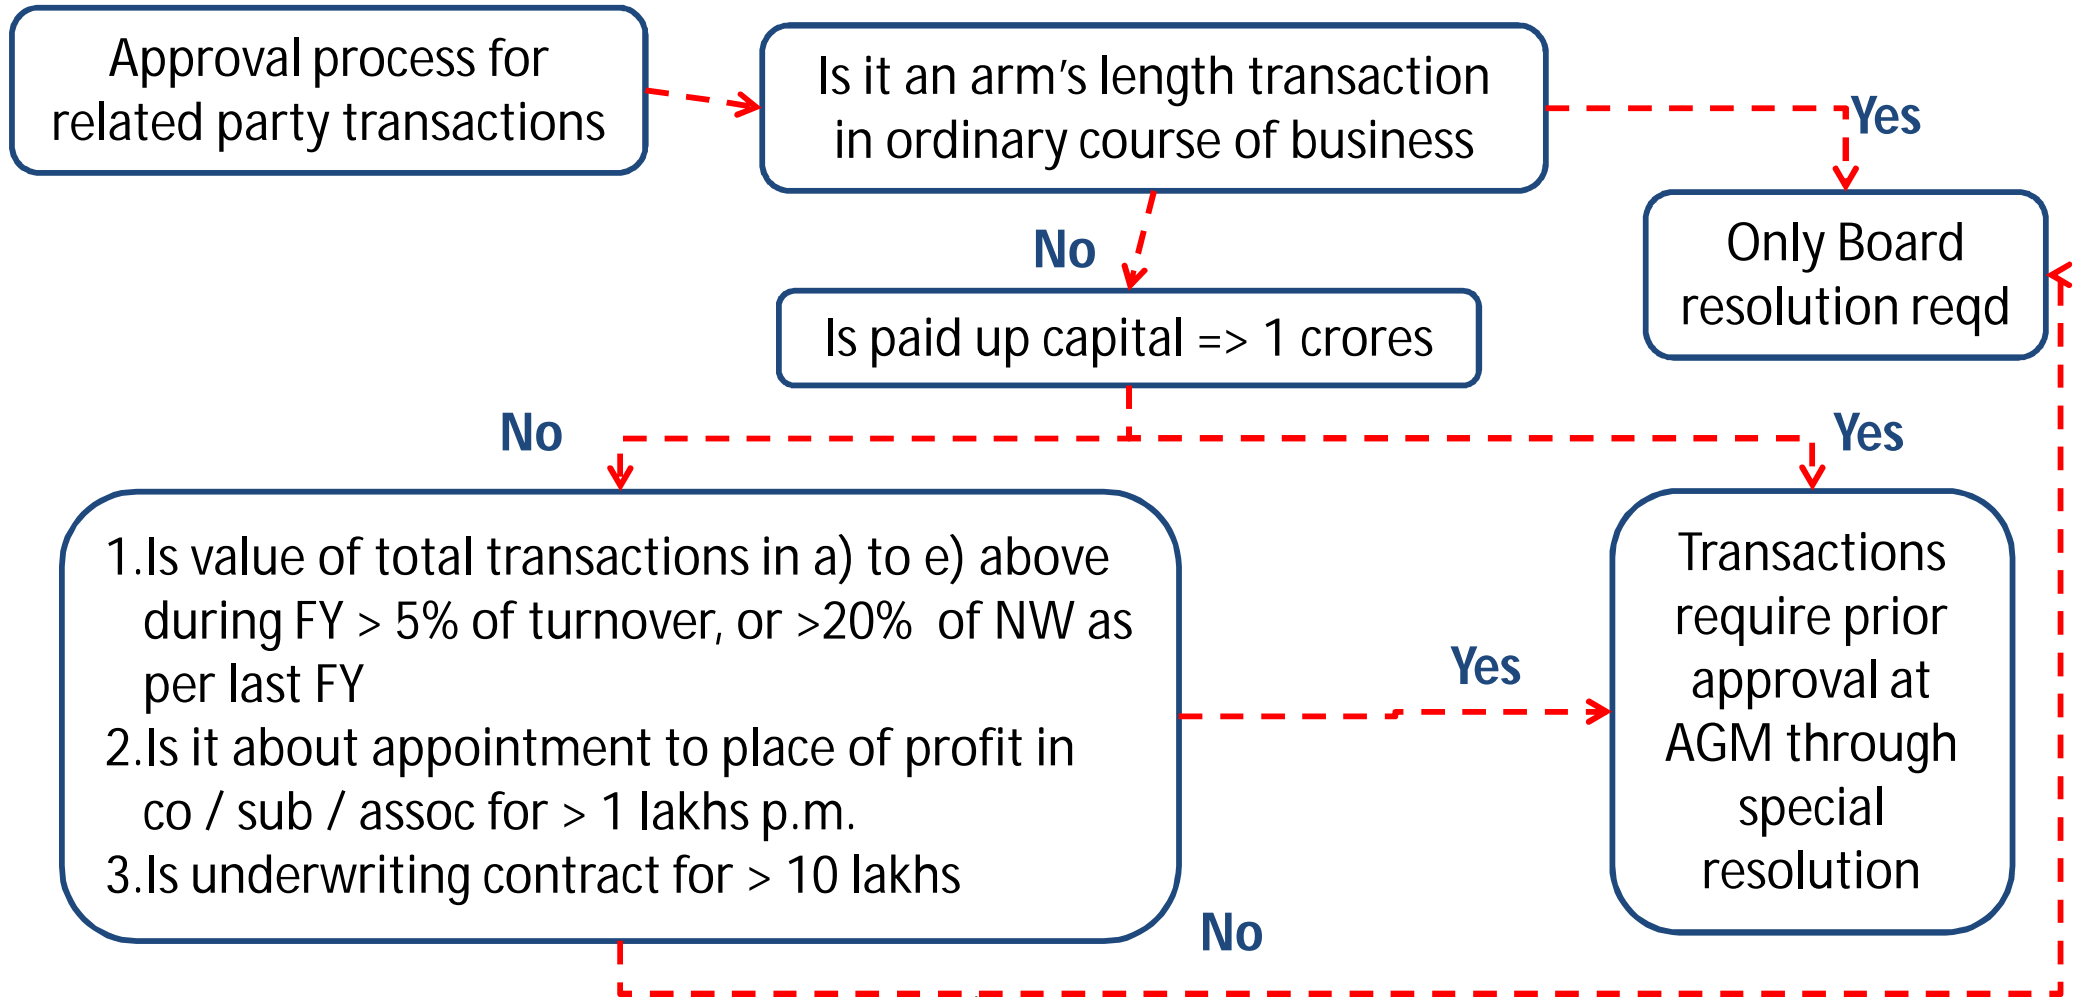 Approval process for
related party transactions
Is it an arm's length transaction
in ordinary course of business
Yes
Only Board
resolution reqd
No
Is paid up capital => 1 crores
No
Yes
1.Is value of total transactions in a) to e) above
during FY > 5% of turnover, or >20% of NW as
per last FY
2.Is it about appointment to place of profit in
co / sub / assoc for > 1 lakhs p.m.
3.Is underwriting contract for > 10 lakhs
Yes
Transactions
require prior
approval at
AGM through
special
resolution
No